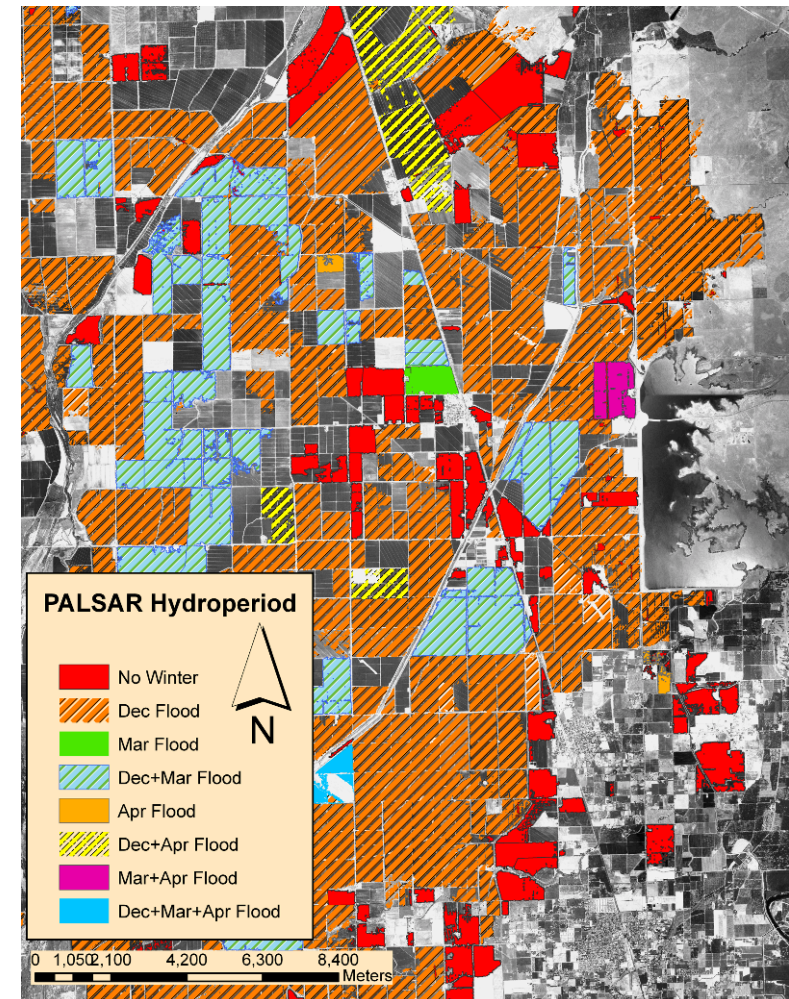 PALSAR Hydroperiod
N
No Winter
Dec Flood
Mar Flood
Dec+Mar Flood
Apr Flood
Dec+Apr Flood
Mar+Apr Flood
Dec+Mar+Apr Flood
0 1,050 2,100 4,200 6,300 8,400
Meters